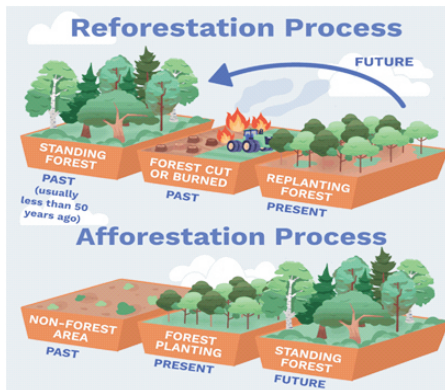 Reforestation Process
FUTURE
STANDING
FOREST
PAST
(usually
less than 50
years ago)
FOREST CUT
OR BURNED
PAST
REPLANTING
FOREST
PRESENT
Afforestation Process
NON-FOREST
AREA
PAST
FOREST
PLANTING
PRESENT
STANDING
FOREST
FUTURE